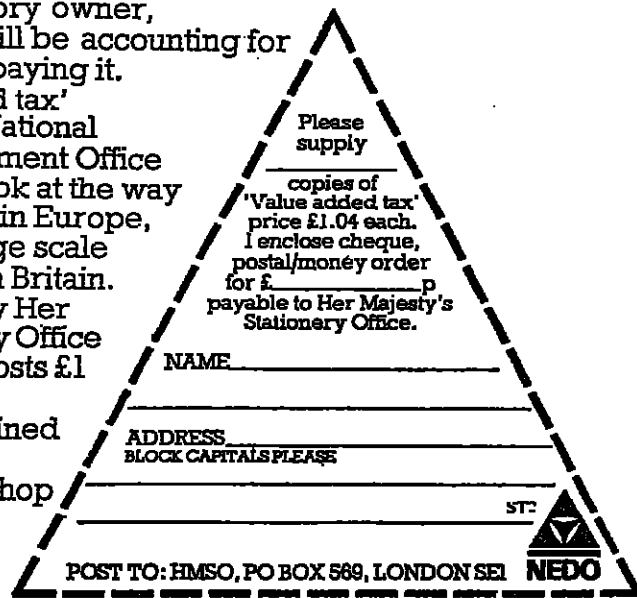 ory owner,
ill be accounting for
paying it.
d tax'
National
ment Office
ok at the way
in Europe,
ge scale
n Britain.
y Her
y Office
osts £1
ined
hop
Please
supply
copies of
'Value added tax'
price £1.04 each.
I enclose cheque,
postal/money order
for £ p
payable to Her Majesty's
Stationery Office.
NAME
ADDRESS
BLOCK CAPITALS PLEASE
ST2
NEDO
POST TO: HMSO, PO BOX 569, LONDON SE1